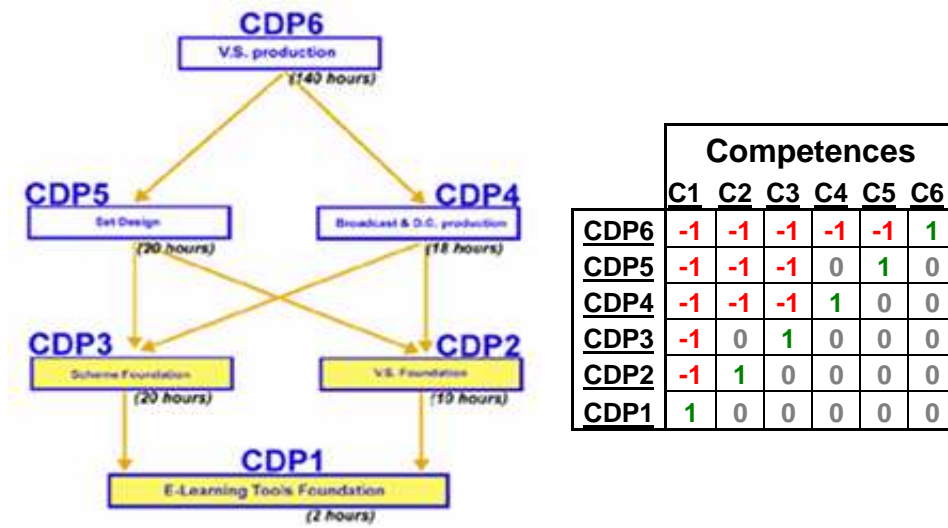 CDP6
V.S. production
(140 hours)
CDP5
CDP4
Set Design
Broadcast & D.C. production
(20 hours)
(18 hours)
CDP3
CDP2
Scheme Foundation
V.S. Foundation
(20 hours)
(10 hours)
CDP1
E-Learning Tools Foundation
(2 hours)
Competences
C1 C2 C3 C4 C5 C6
CDP6 -1 -1 -1 -1 -1 1
CDP5 -1 -1 -1 0 1 0
CDP4 -1 -1 -1 1 0 0
CDP3 -1 0 1 0 0 0
CDP2 -1 1 0 0 0 0
CDP1 1 0 0 0 0 0